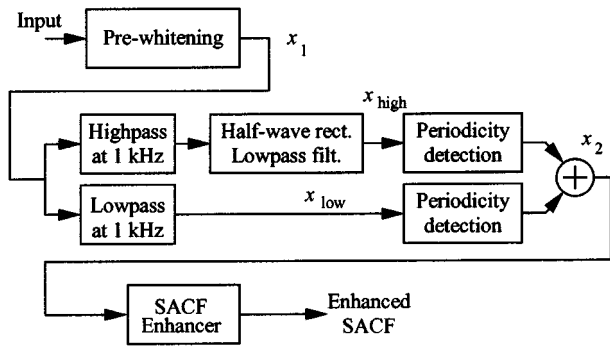 Input
Pre-whitening
x1
Highpass
at 1 kHz
Half-wave rect.
Lowpass filt.
xhigh
Periodicity
detection
x2
Lowpass
at 1 kHz
xlow
Periodicity
detection
+
SACF
Enhancer
Enhanced
SACF